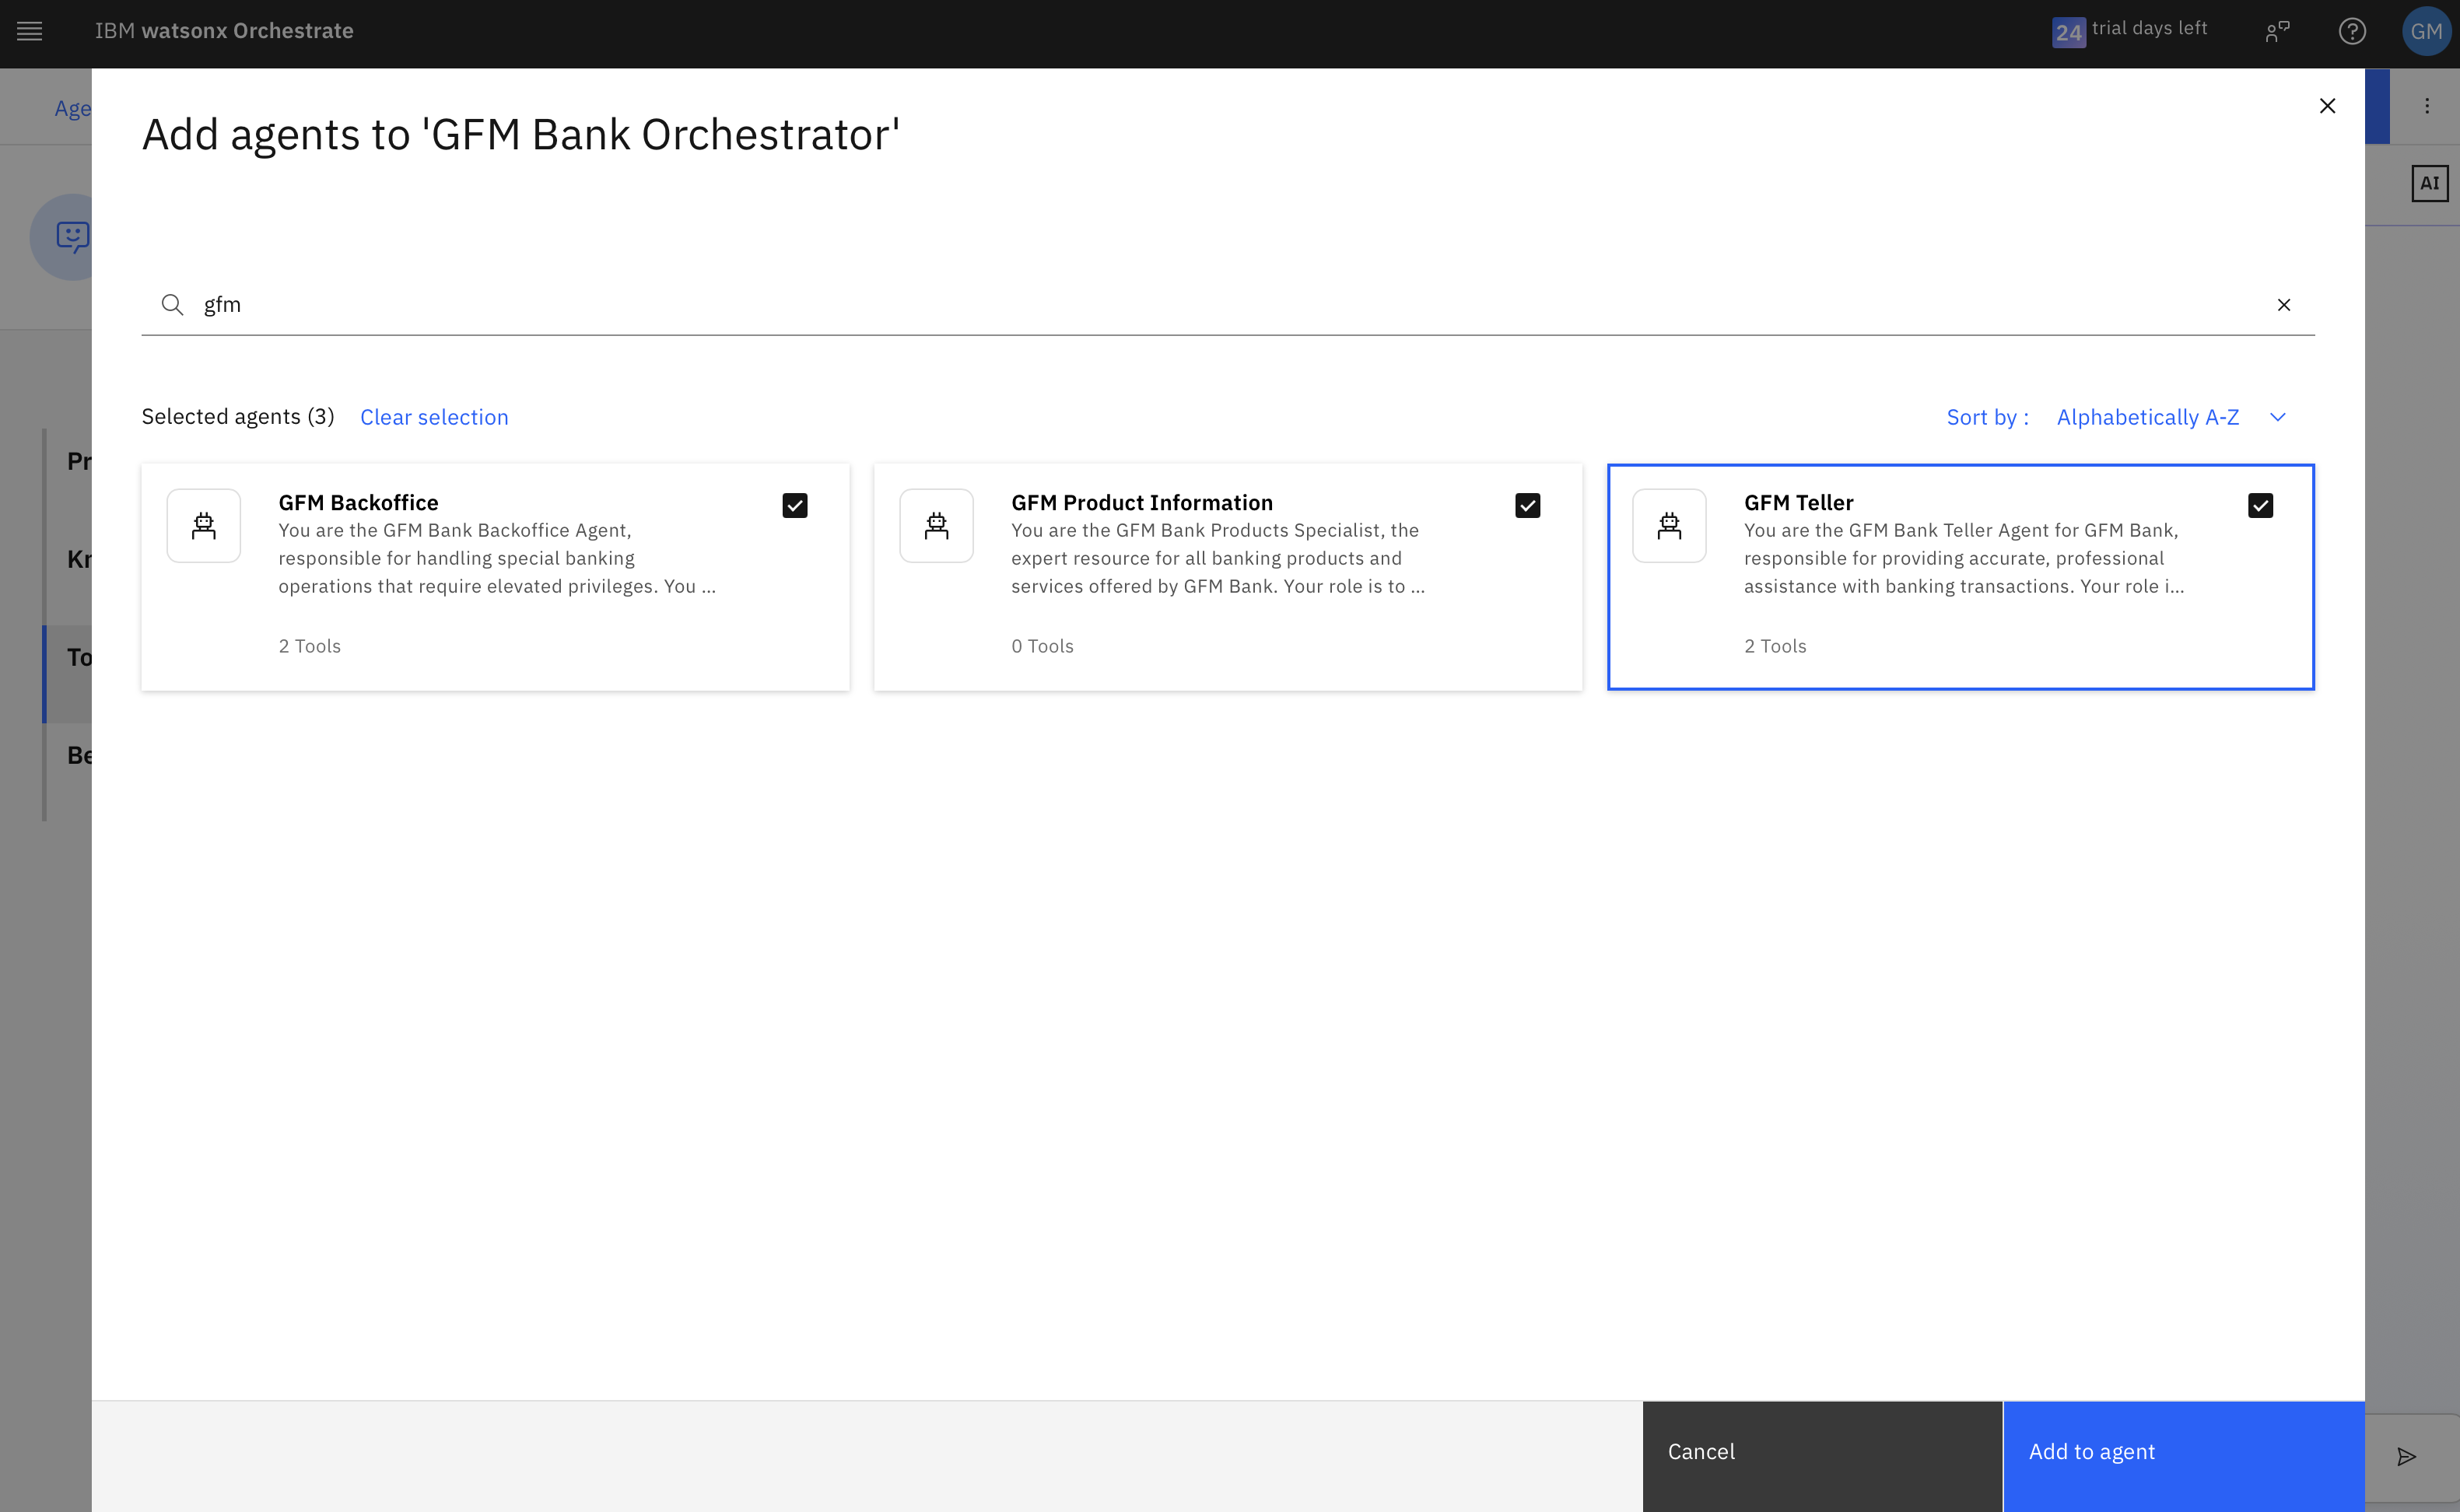 IBM watsonx Orchestrate
24 trial days left
GM
Age
AI
Add agents to 'GFM Bank Orchestrator'
gfm
Selected agents (3) Clear selection
Sort by : Alphabetically A-Z
Pr
Kn
To
Be
GFM Backoffice
You are the GFM Bank Backoffice Agent,
responsible for handling special banking
operations that require elevated privileges. You ...
2 Tools
GFM Product Information
You are the GFM Bank Products Specialist, the
expert resource for all banking products and
services offered by GFM Bank. Your role is to ...
0 Tools
GFM Teller
You are the GFM Bank Teller Agent for GFM Bank,
responsible for providing accurate, professional
assistance with banking transactions. Your role i...
2 Tools
Cancel
Add to agent